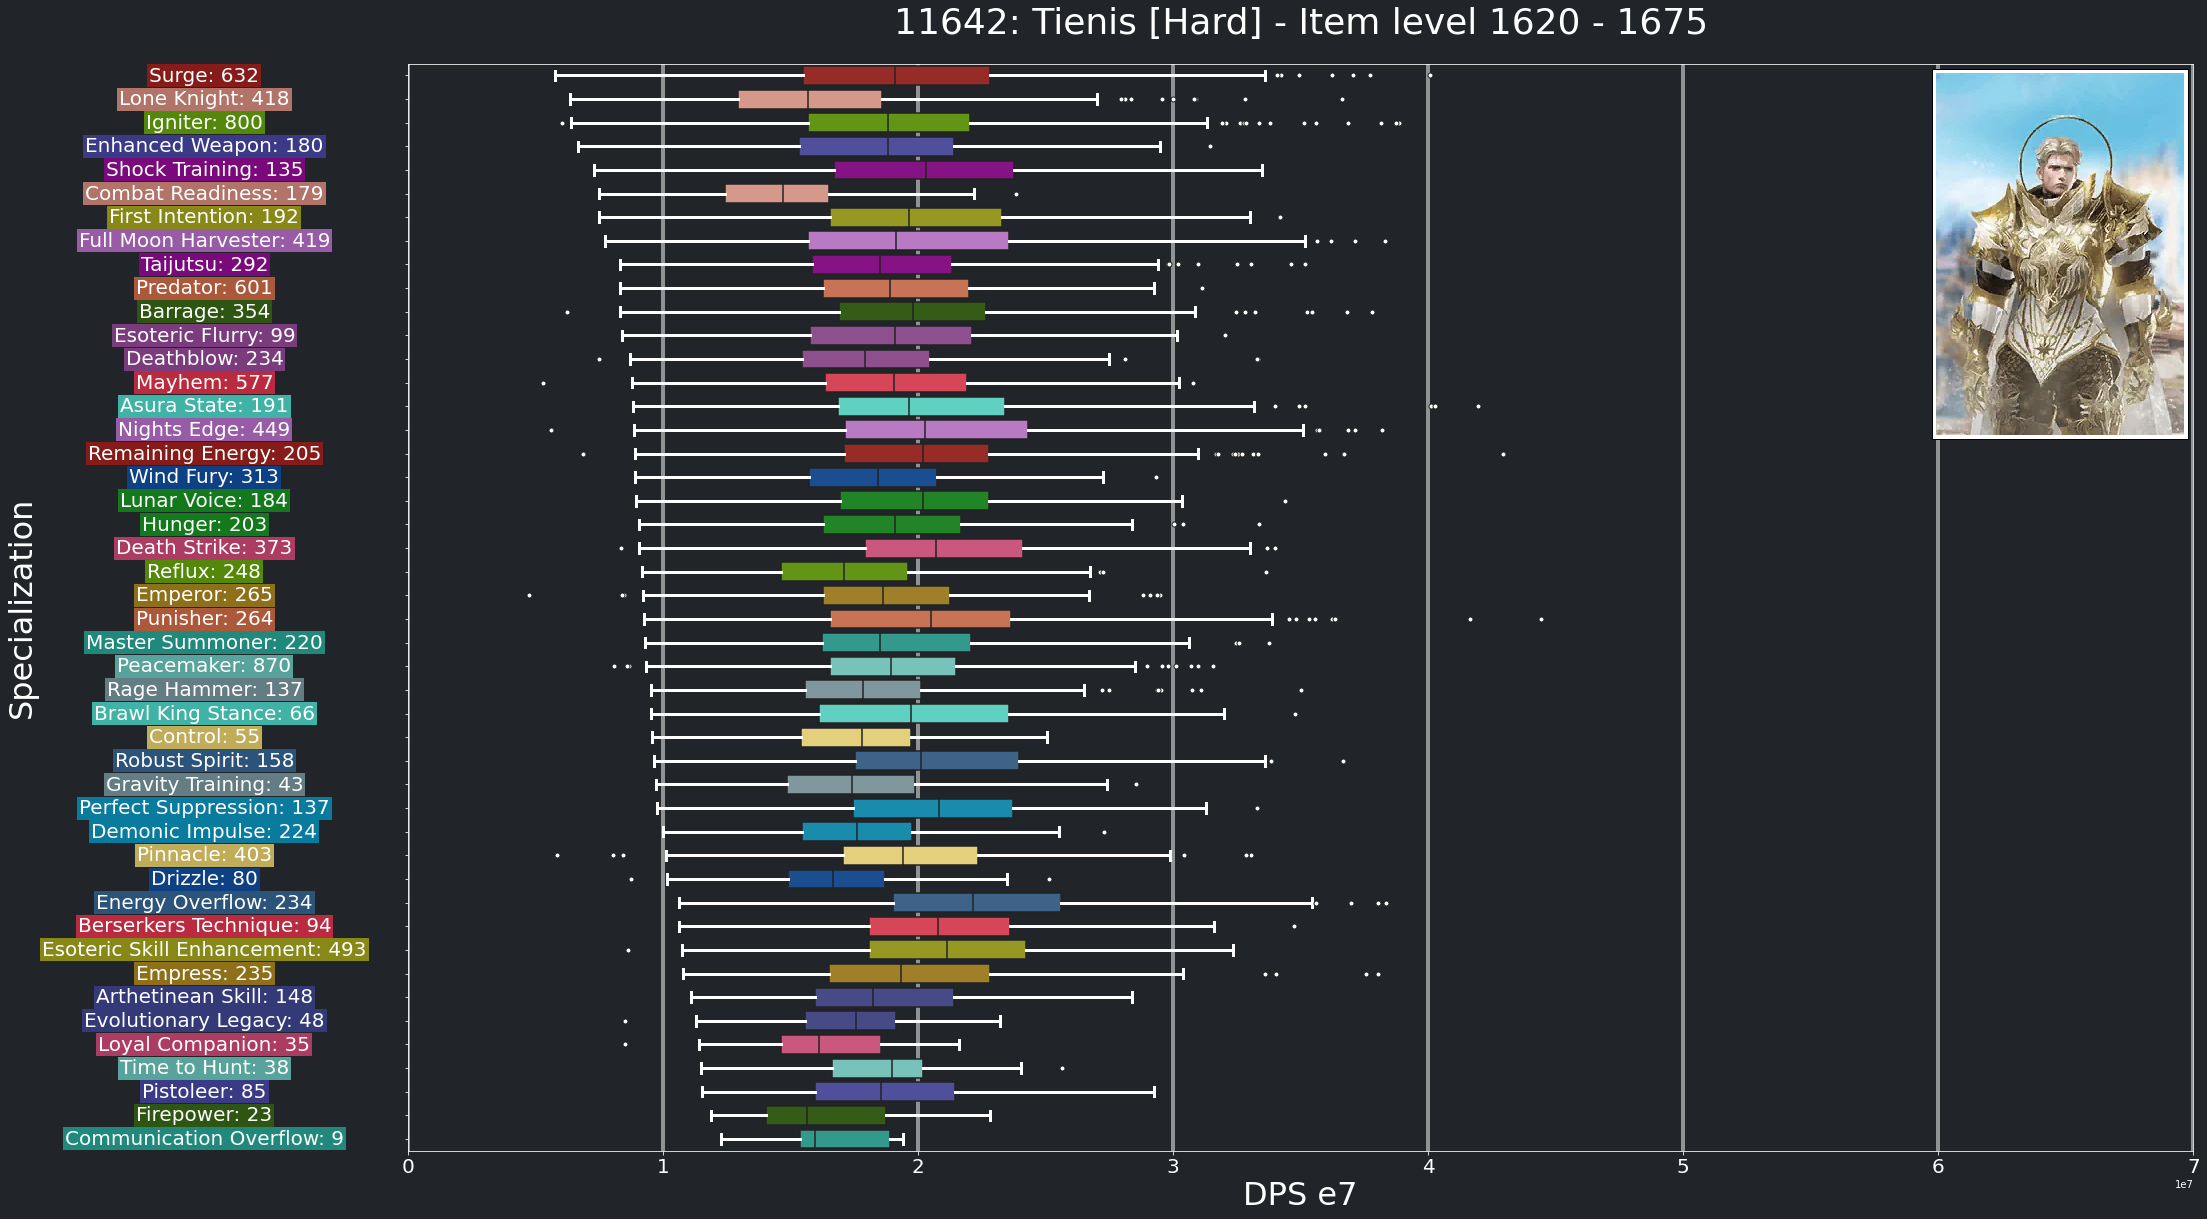 11642: Tienis [Hard] - Item level 1620 - 1675
Specialization
Surge: 632
Lone Knight: 418
Igniter: 800
Enhanced Weapon: 180
Shock Training: 135
Combat Readiness: 179
First Intention: 192
Full Moon Harvester: 419
Taijutsu: 292
Predator: 601
Barrage: 354
Esoteric Flurry: 99
Deathblow: 234
Mayhem: 577
Asura State: 191
Nights Edge: 449
Remaining Energy: 205
Wind Fury: 313
Lunar Voice: 184
Hunger: 203
Death Strike: 373
Reflux: 248
Emperor: 265
Punisher: 264
Master Summoner: 220
Peacemaker: 870
Rage Hammer: 137
Brawl King Stance: 66
Control: 55
Robust Spirit: 158
Gravity Training: 43
Perfect Suppression: 137
Demonic Impulse: 224
Pinnacle: 403
Drizzle: 80
Energy Overflow: 234
Berserkers Technique: 94
Esoteric Skill Enhancement: 493
Empress: 235
Arthetinean Skill: 148
Evolutionary Legacy: 48
Loyal Companion: 35
Time to Hunt: 38
Pistoleer: 85
Firepower: 23
Communication Overflow: 9
0 1 2 3 4 5 6 7
1e7
DPS e7